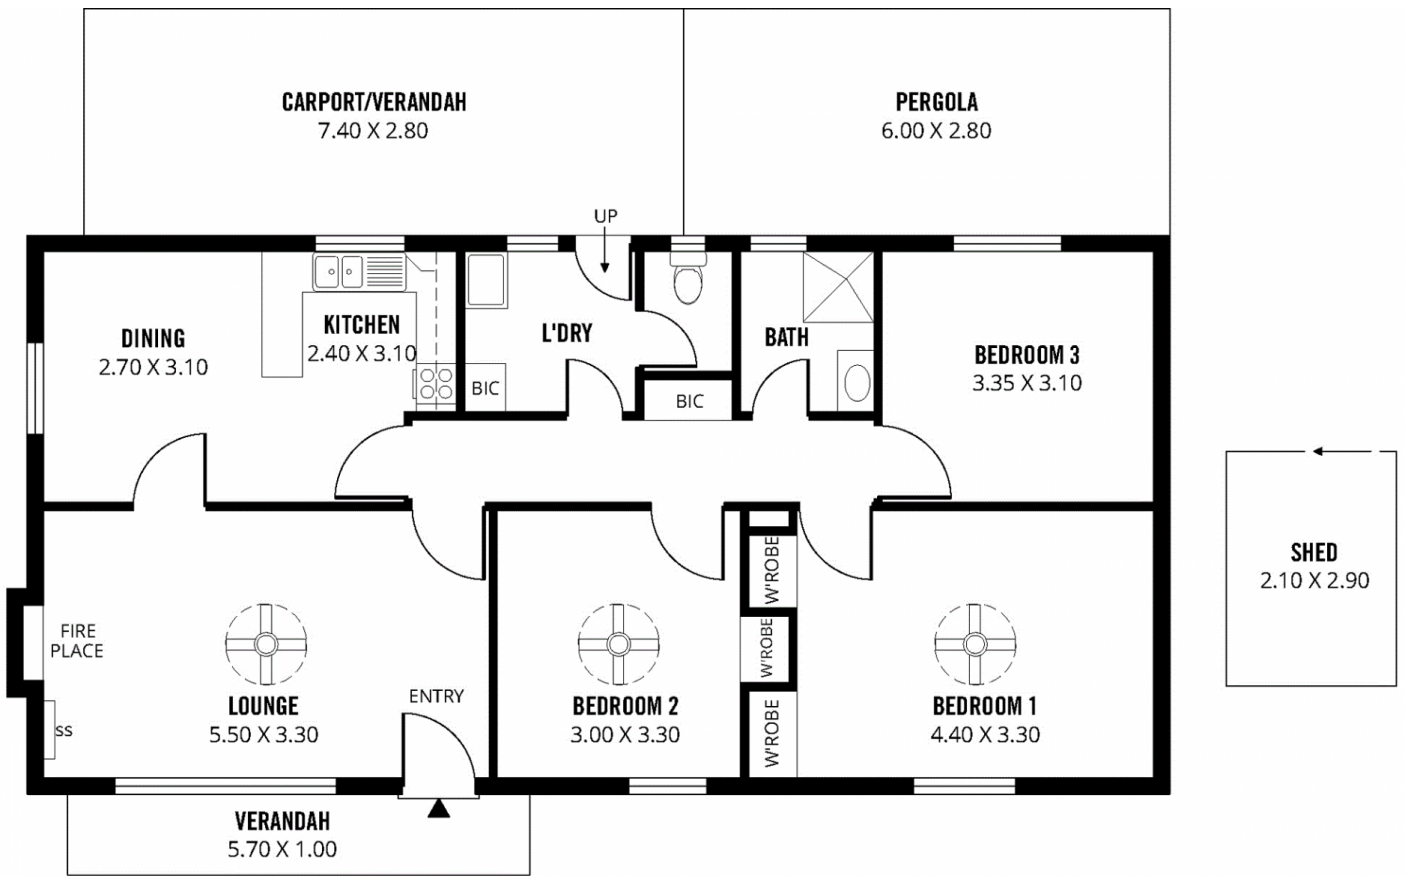 CARPORT/VERANDAH
7.40 X 2.80
PERGOLA
6.00 X 2.80
UP
DINING
2.70 X 3.10
KITCHEN
2.40 X 3.10
L'DRY
BIC
BIC
BATH
BEDROOM 3
3.35 X 3.10
SHED
2.10 X 2.90
FIRE
PLACE
SS
LOUNGE
5.50 X 3.30
ENTRY
BEDROOM 2
3.00 X 3.30
W'ROBE
W'ROBE
W'ROBE
BEDROOM 1
4.40 X 3.30
VERANDAH
5.70 X 1.00